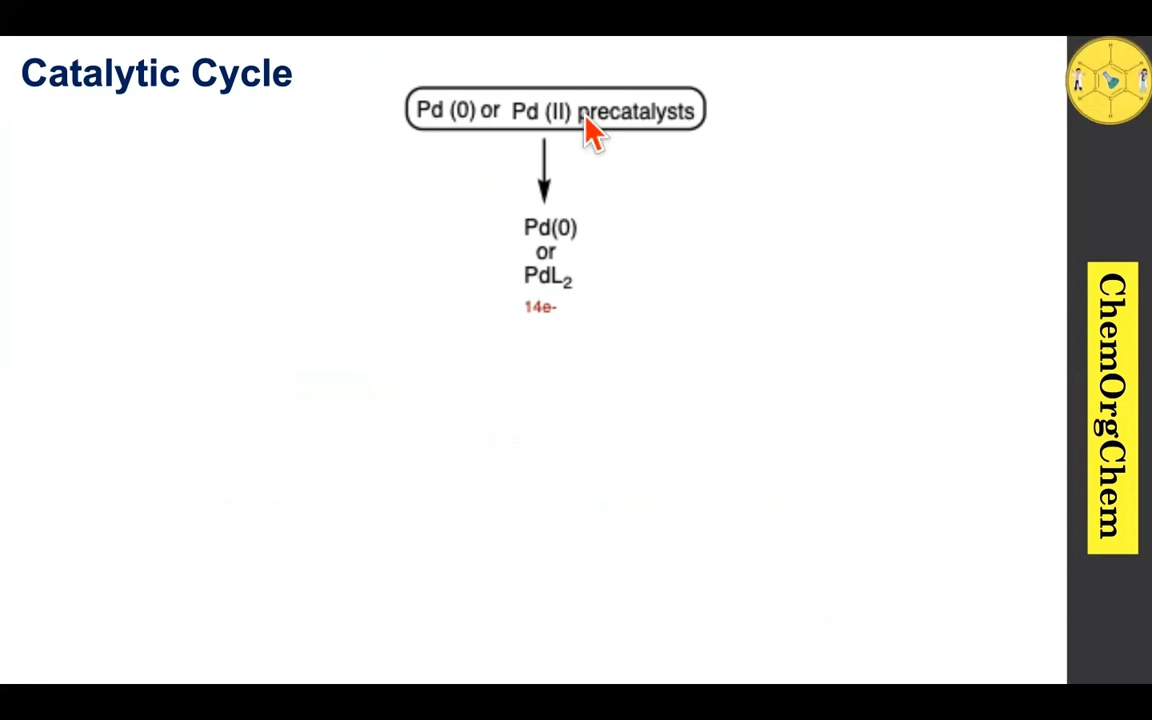 Catalytic Cycle
Pd (0) or Pd (II) precatalysts
Pd(0)
or
PdL₂
14e-
ChemOrgChem